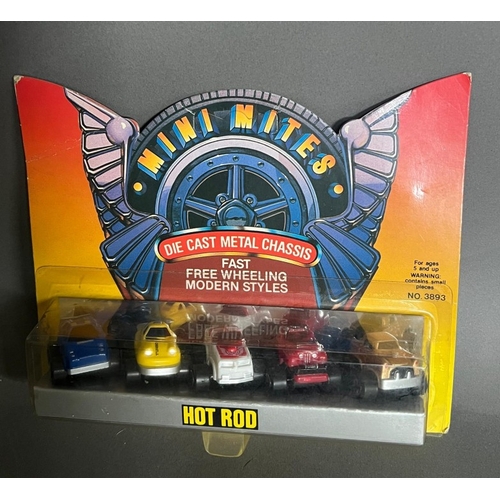 • MINI MITES •
DIE CAST METAL CHASSIS
FAST
FREE WHEELING
MODERN STYLES
For ages
5 and up
WARNING:
contains small
pieces
NO. 3893
HOT ROD